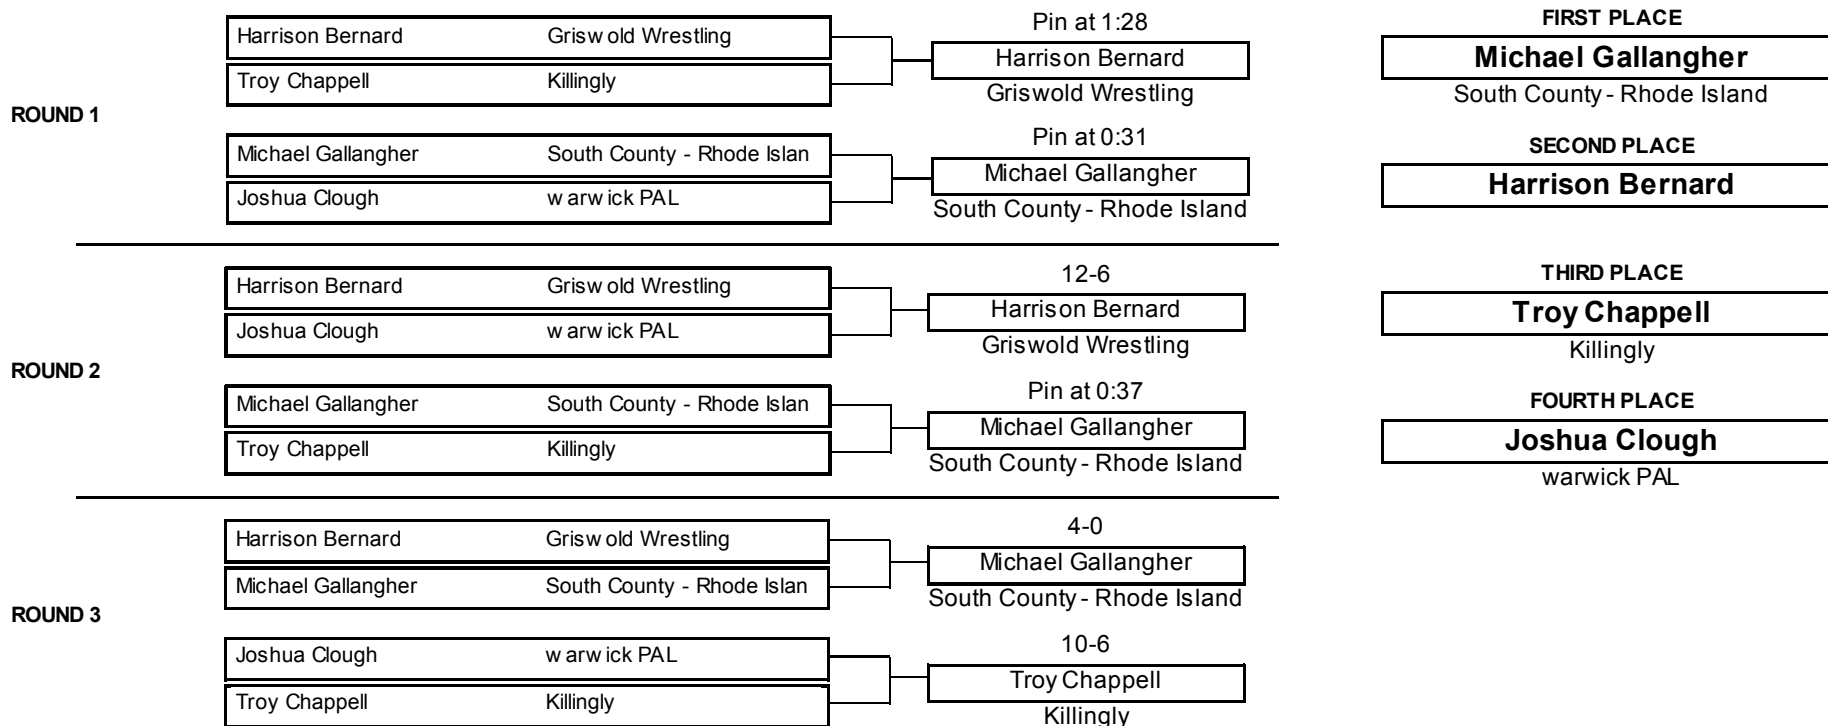 Pin at 1:28
Harrison Bernard Griswold Wrestling
Harrison Bernard
Troy Chappell Killingly
Griswold Wrestling
ROUND 1
Pin at 0:31
Michael Gallangher South County - Rhode Islan
Michael Gallangher
Joshua Clough warwick PAL
South County - Rhode Island
12-6
Harrison Bernard Griswold Wrestling
Harrison Bernard
Joshua Clough warwick PAL
Griswold Wrestling
ROUND 2
Pin at 0:37
Michael Gallangher South County - Rhode Islan
Michael Gallangher
Troy Chappell Killingly
South County - Rhode Island
4-0
Harrison Bernard Griswold Wrestling
Michael Gallangher
Michael Gallangher South County - Rhode Islan
South County - Rhode Island
ROUND 3
10-6
Joshua Clough warwick PAL
Troy Chappell
Troy Chappell Killingly
Killingly
FIRST PLACE
Michael Gallangher
South County - Rhode Island
SECOND PLACE
Harrison Bernard
THIRD PLACE
Troy Chappell
Killingly
FOURTH PLACE
Joshua Clough
warwick PAL